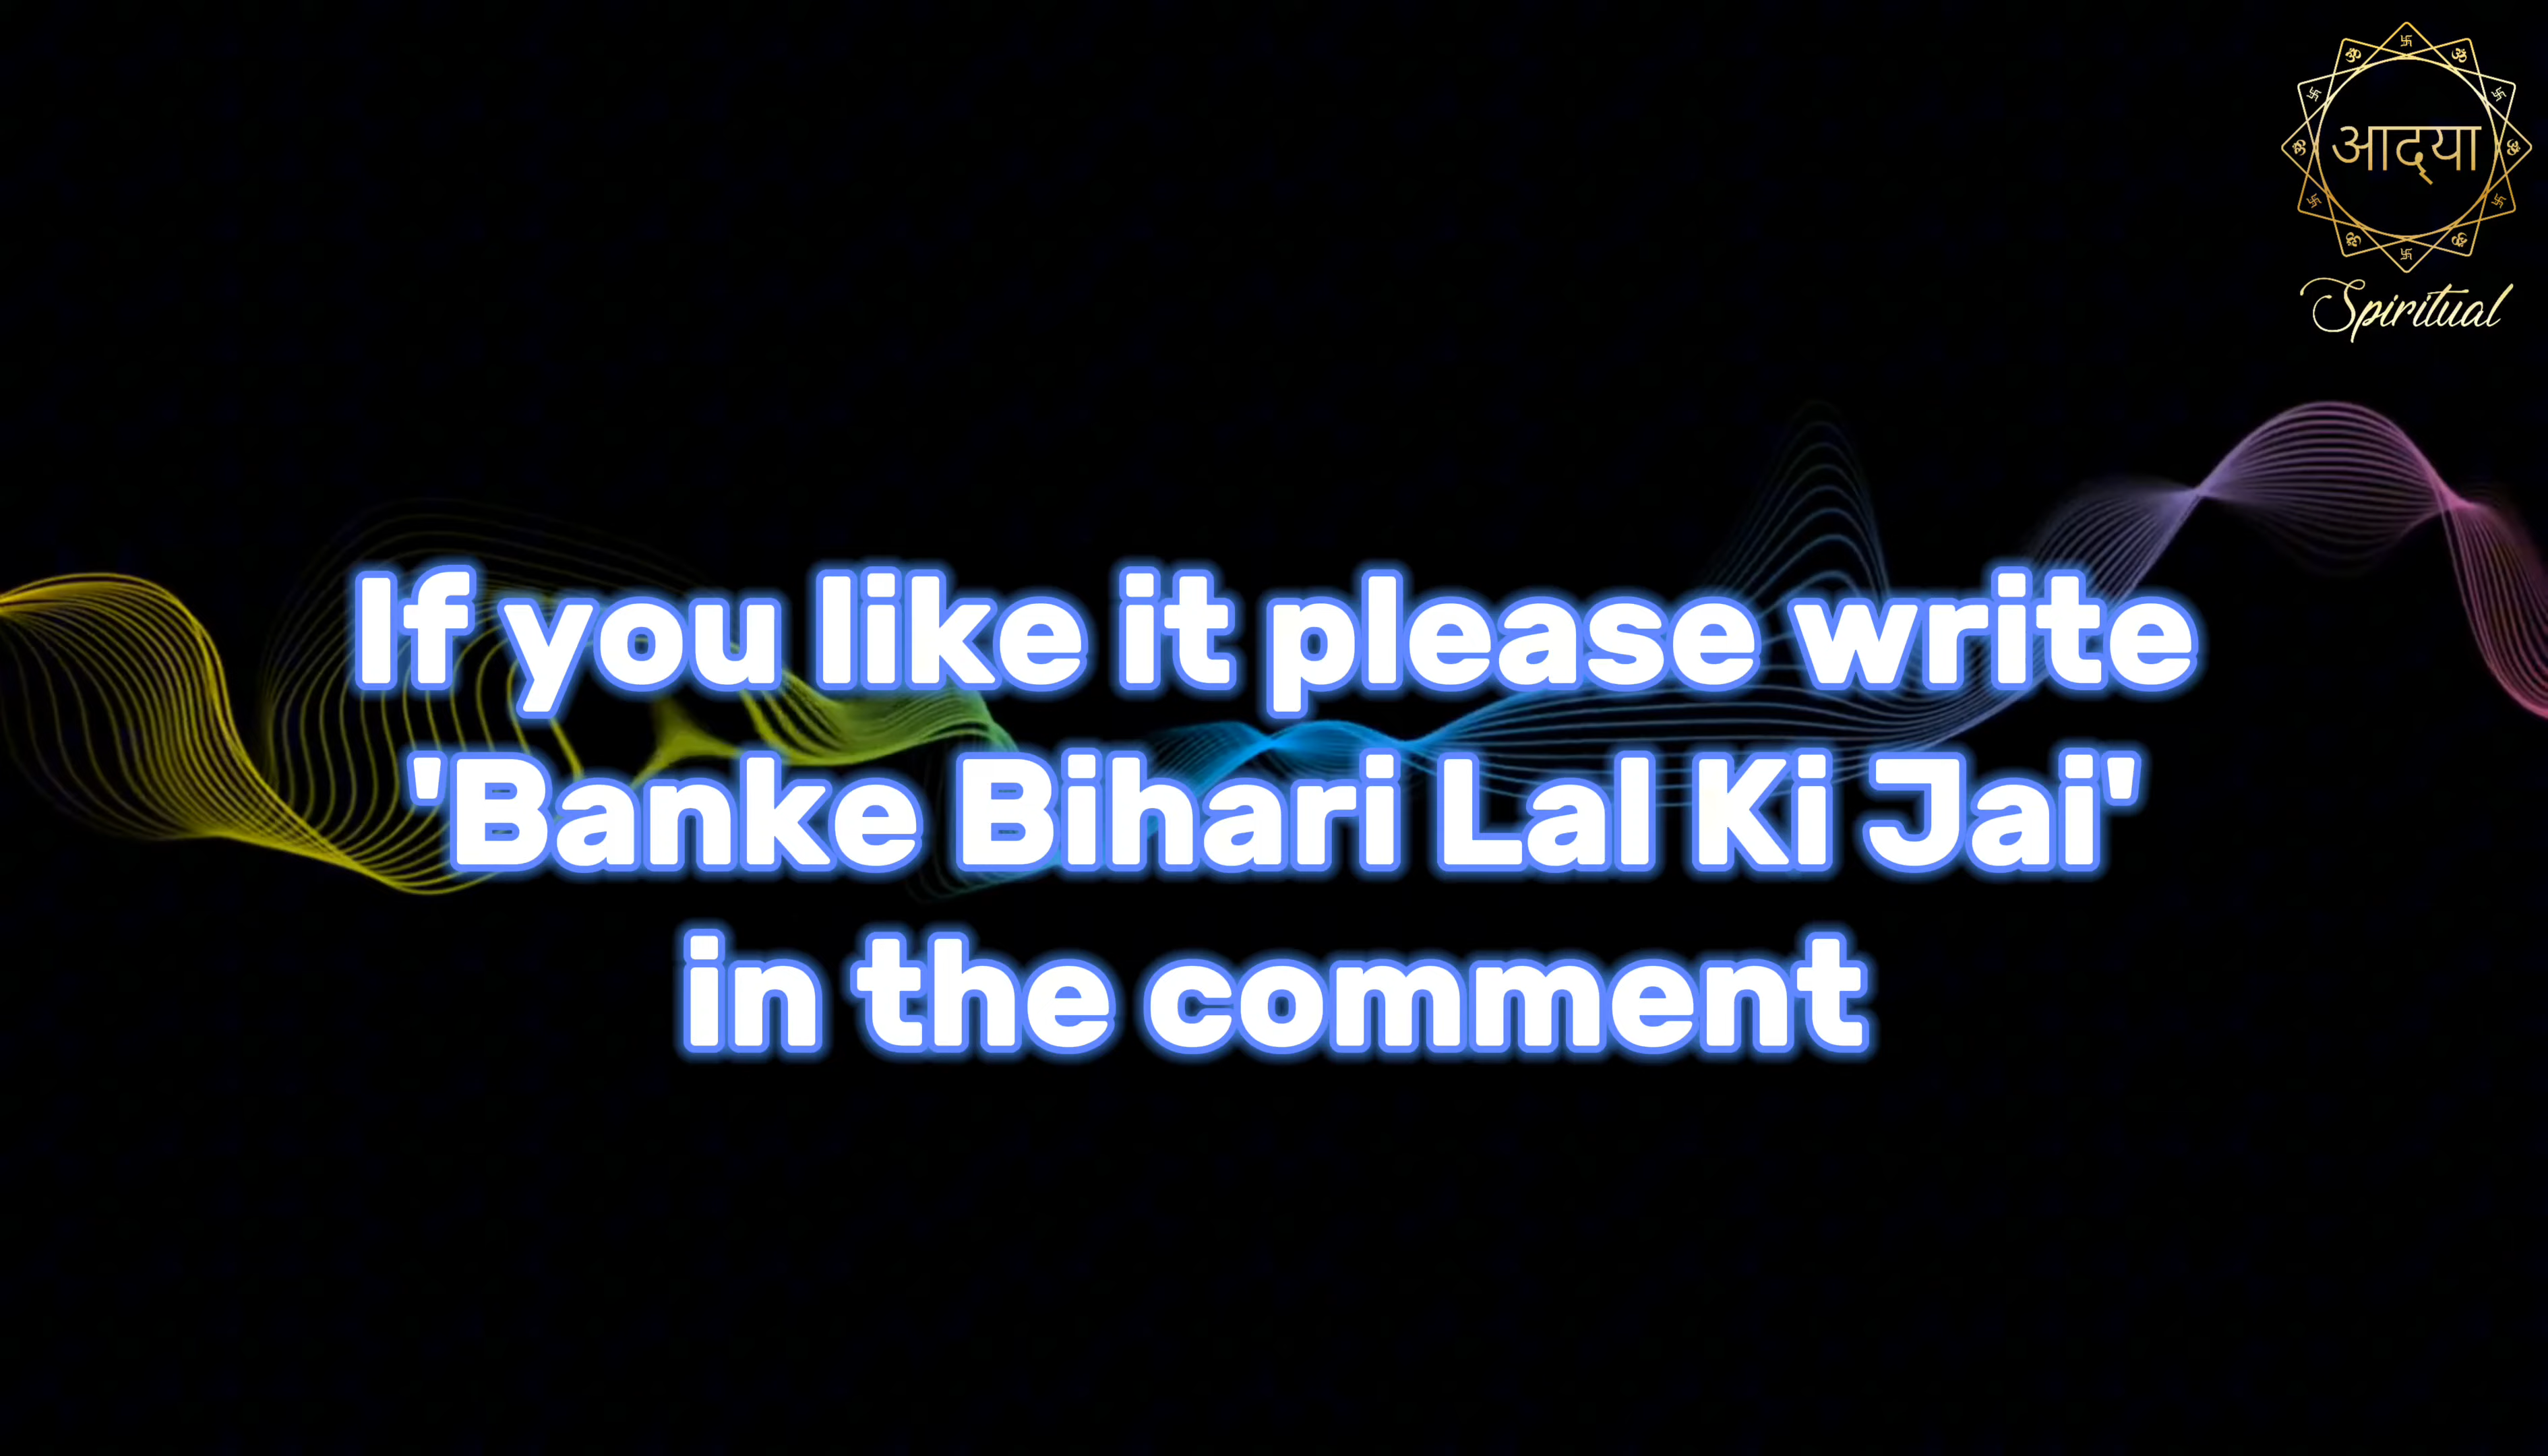 आद्या
Spiritual
If you like it please write
'Banke Bihari Lal Ki Jai'
in the comment